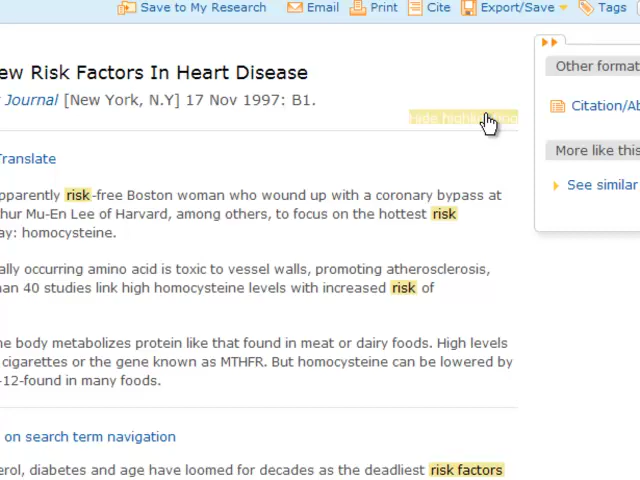 Save to My Research Email Print Cite Export/Save Tags
ew Risk Factors In Heart Disease
Journal [New York, N.Y] 17 Nov 1997: B1.
Hide highlighting
Translate
pparently risk-free Boston woman who wound up with a coronary bypass at
hur Mu-En Lee of Harvard, among others, to focus on the hottest risk
ay: homocysteine.
ally occurring amino acid is toxic to vessel walls, promoting atherosclerosis,
an 40 studies link high homocysteine levels with increased risk of
he body metabolizes protein like that found in meat or dairy foods. High levels
cigarettes or the gene known as MTHFR. But homocysteine can be lowered by
-12-found in many foods.
on search term navigation
erol, diabetes and age have loomed for decades as the deadliest risk factors
Other format
Citation/Ab
More like this
See similar